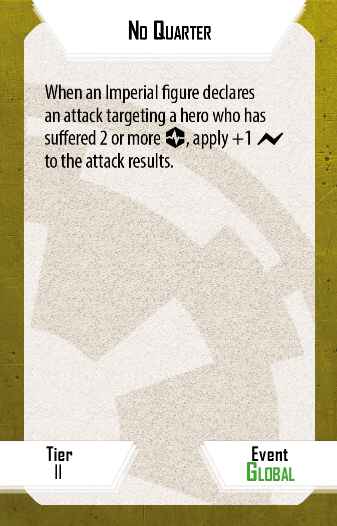 No Quarter
When an Imperial figure declares
an attack targeting a hero who has
suffered 2 or more , apply +1
to the attack results.
Tier
II
Event
Global